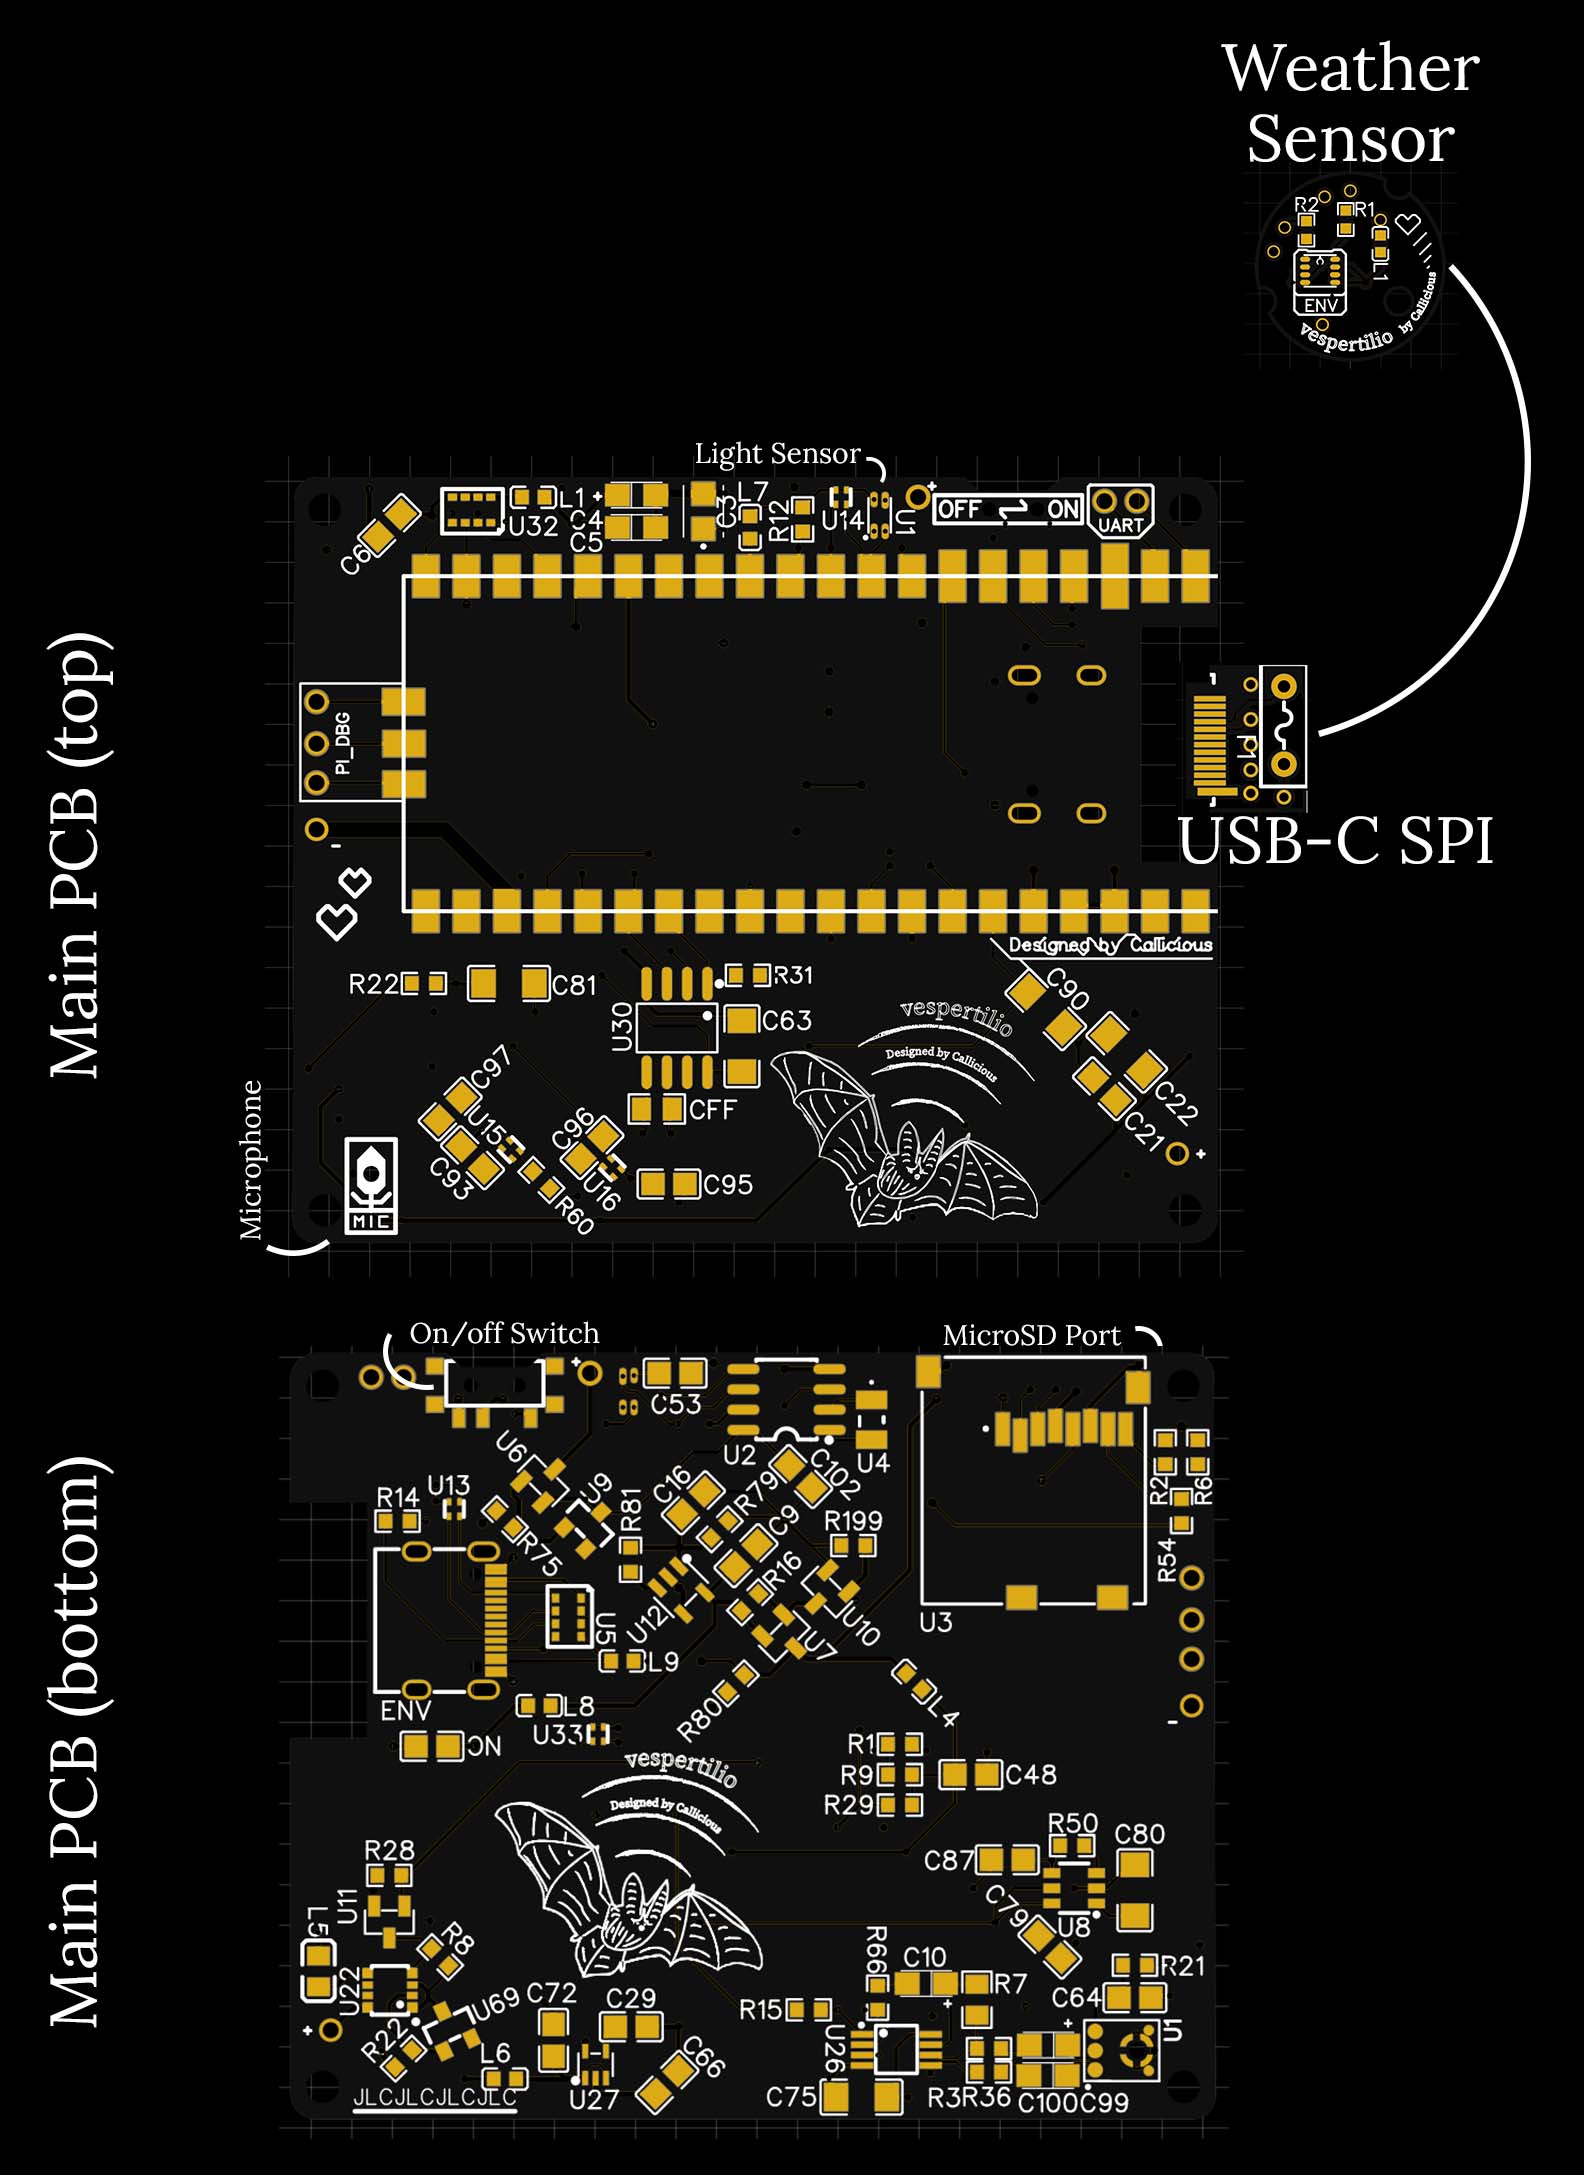 Weather
Sensor
R2
R1
L1
ENV
vespertilio
by Callicious
Main PCB (top)
Light Sensor
C6
U32
L1
C4
C5
C3
L7
R12
U14
U1
OFF
ON
UART
PI_DBG
P1
USB-C SPI
Designed by Callicious
R22
C81
U30
R31
C63
C90
C22
C21
vespertilio
Designed by Callicious
C97
U15
C93
C96
U16
R60
CFF
C95
Microphone
MIC
Main PCB (bottom)
On/off Switch
MicroSD Port
C53
U2
U4
U6
U9
U13
R14
R75
R81
C16
R79
C102
C9
R199
R16
U12
U10
U7
U5
L9
R80
L8
U33
L4
ENV
NC
U3
R2
R6
R54
R1
R9
R29
C48
vespertilio
Designed by Callicious
R28
U11
L5
U22
R8
U69
R22
L6
JLCJLCJLCJLC
C72
C29
U27
C66
R50
C80
C87
C79
U8
R66
C10
R7
R21
C64
R15
U26
U1
C75
R3
R36
C100
C99